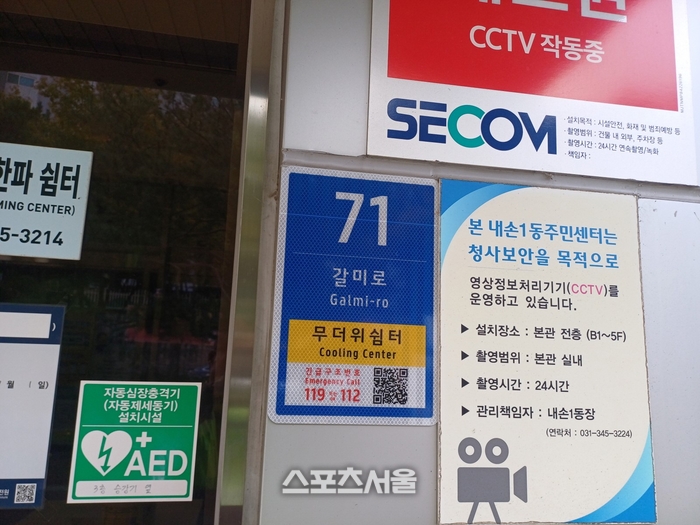 CCTV 작동중
SECOM
· 설치목적 : 시설안전, 화재 및 범죄예방 등
· 촬영범위 : 건물 내 외부, 주차장 등
· 촬영시간 : 24시간 연속촬영/녹화
· 책임자 :
한파 쉼터
MING CENTER)
5-3214
71
갈미로
Galmi-ro
무더위쉼터
Cooling Center
긴급구조번호
Emergency Call
119 112
본 내손1동주민센터는
청사보안을 목적으로
영상정보처리기기(CCTV)를
운영하고 있습니다.
▶ 설치장소 : 본관 전층 (B1~5F)
▶ 촬영범위 : 본관 실내
▶ 촬영시간 : 24시간
▶ 관리책임자 : 내손1동장
(연락처 : 031-345-3224)
월 (일)
자동심장충격기
(자동제세동기)
설치시설
AED
3층 승강기 옆
스포츠서울